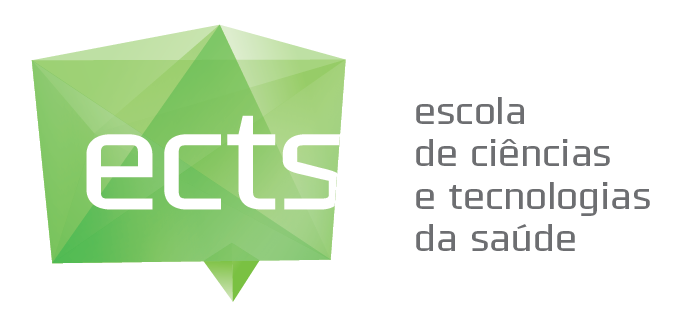 ects
escola
de ciências
e tecnologias
da saúde